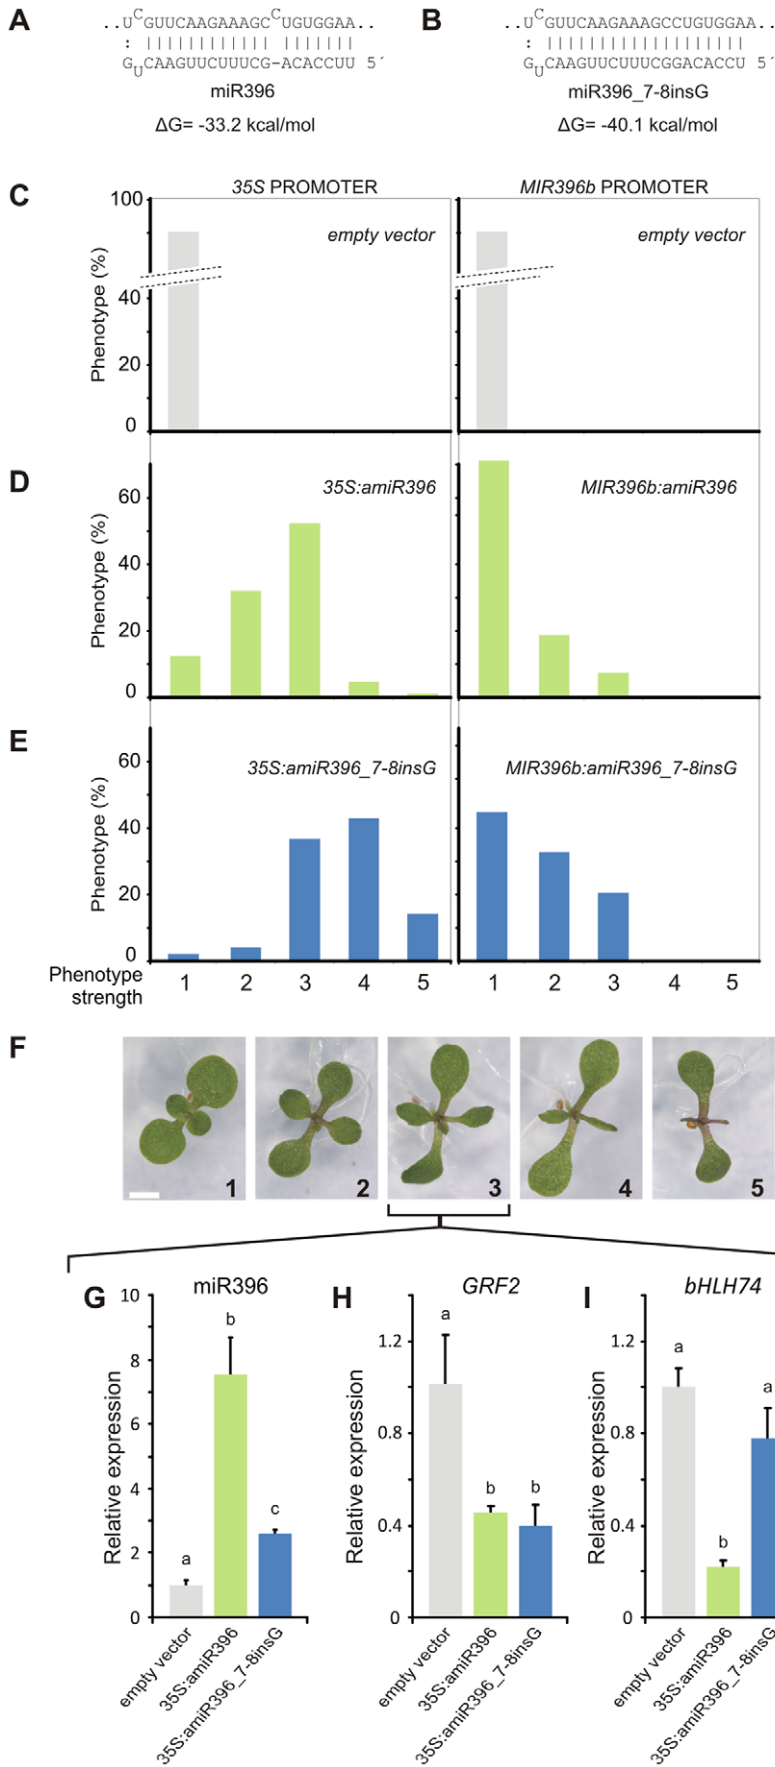 A
..U CGUUCAAGAAAGC C UGUGGAA..
: |||||||||||||| ||||||||
GUCAAGUUCUUUCG-ACACCUU 5´
miR396
ΔG= -33.2 kcal/mol
B
..U CGUUCAAGAAAGCCUGUGGAA..
: ||||||||||||||||||||
GUCAAGUUCUUUCGGACACCU 5´
miR396_7-8insG
ΔG= -40.1 kcal/mol
C
35S PROMOTER
MIR396b PROMOTER
Phenotype (%)
100
40
20
0
empty vector
empty vector
D
Phenotype (%)
60
40
20
0
35S:amiR396
MIR396b:amiR396
E
Phenotype (%)
60
40
20
0
35S:amiR396_7-8insG
MIR396b:amiR396_7-8insG
Phenotype strength
1 2 3 4 5
1 2 3 4 5
F
1 2 3 4 5
G
miR396
Relative expression
10
8
6
4
2
0
a
b
c
empty vector
35S:amiR396
35S:amiR396_7-8insG
H
GRF2
Relative expression
1.2
0.8
0.4
0
a
b
b
empty vector
35S:amiR396
35S:amiR396_7-8insG
I
bHLH74
Relative expression
1.2
0.8
0.4
0
a
b
a
empty vector
35S:amiR396
35S:amiR396_7-8insG